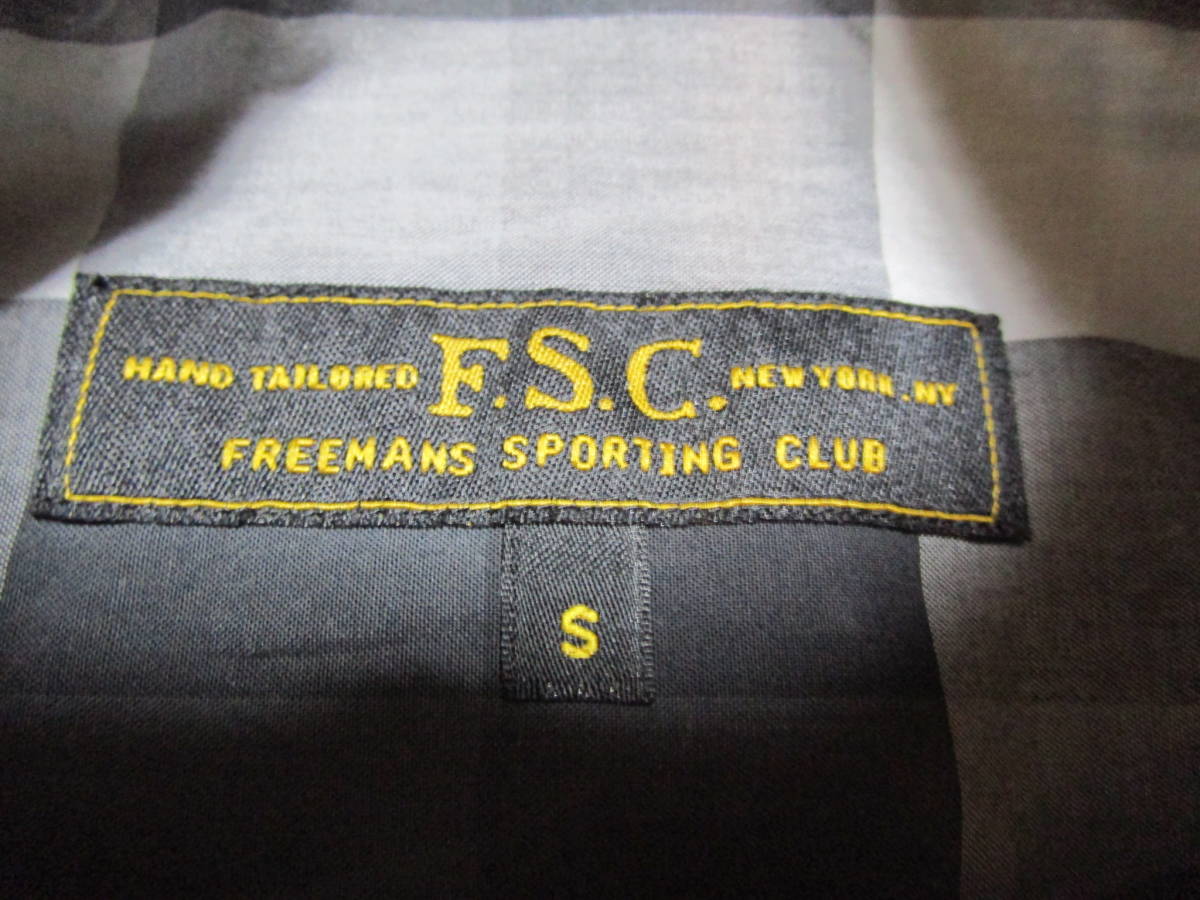 HAND TAILORED F.S.C. NEW YORK.NY
FREEMANS SPORTING CLUB
S